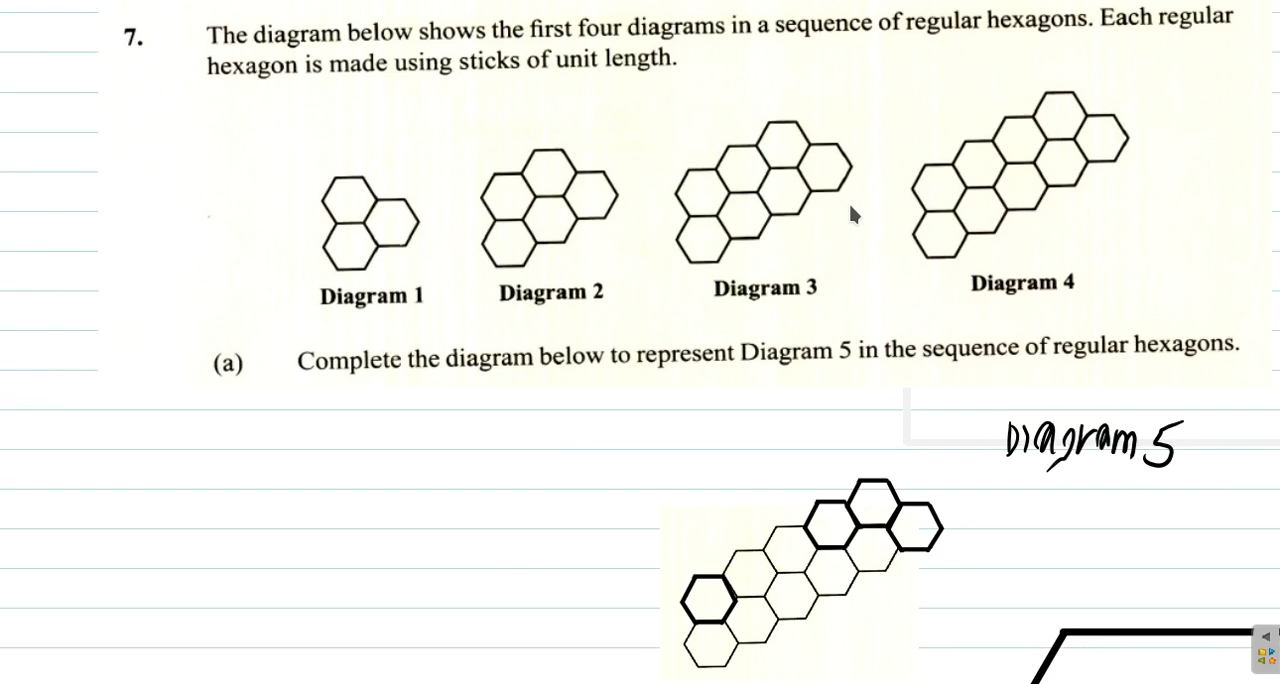 7. The diagram below shows the first four diagrams in a sequence of regular hexagons. Each regular
hexagon is made using sticks of unit length.
Diagram 1 Diagram 2 Diagram 3 Diagram 4
(a) Complete the diagram below to represent Diagram 5 in the sequence of regular hexagons.
Diagram 5